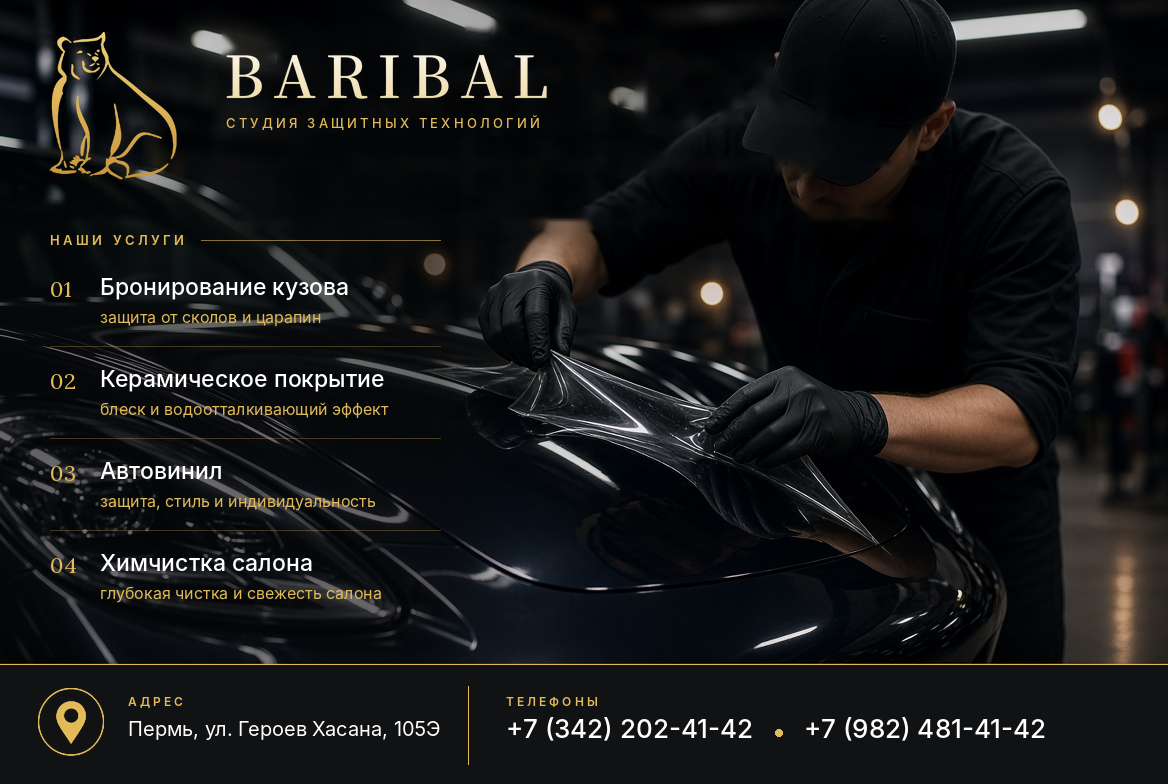 BARIBAL
СТУДИЯ ЗАЩИТНЫХ ТЕХНОЛОГИЙ
НАШИ УСЛУГИ
01 Бронирование кузова
защита от сколов и царапин
02 Керамическое покрытие
блеск и водоотталкивающий эффект
03 Автовинил
защита, стиль и индивидуальность
04 Химчистка салона
глубокая чистка и свежесть салона
АДРЕС
Пермь, ул. Героев Хасана, 105Э
ТЕЛЕФОНЫ
+7 (342) 202-41-42 • +7 (982) 481-41-42